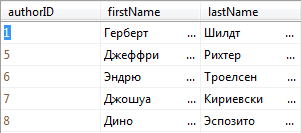 authorID firstName lastName
1 Герберт ... Шилдт ...
5 Джеффри ... Рихтер ...
6 Эндрю ... Троелсен ...
7 Джошуа ... Кириевски ...
8 Дино ... Эспозито ...